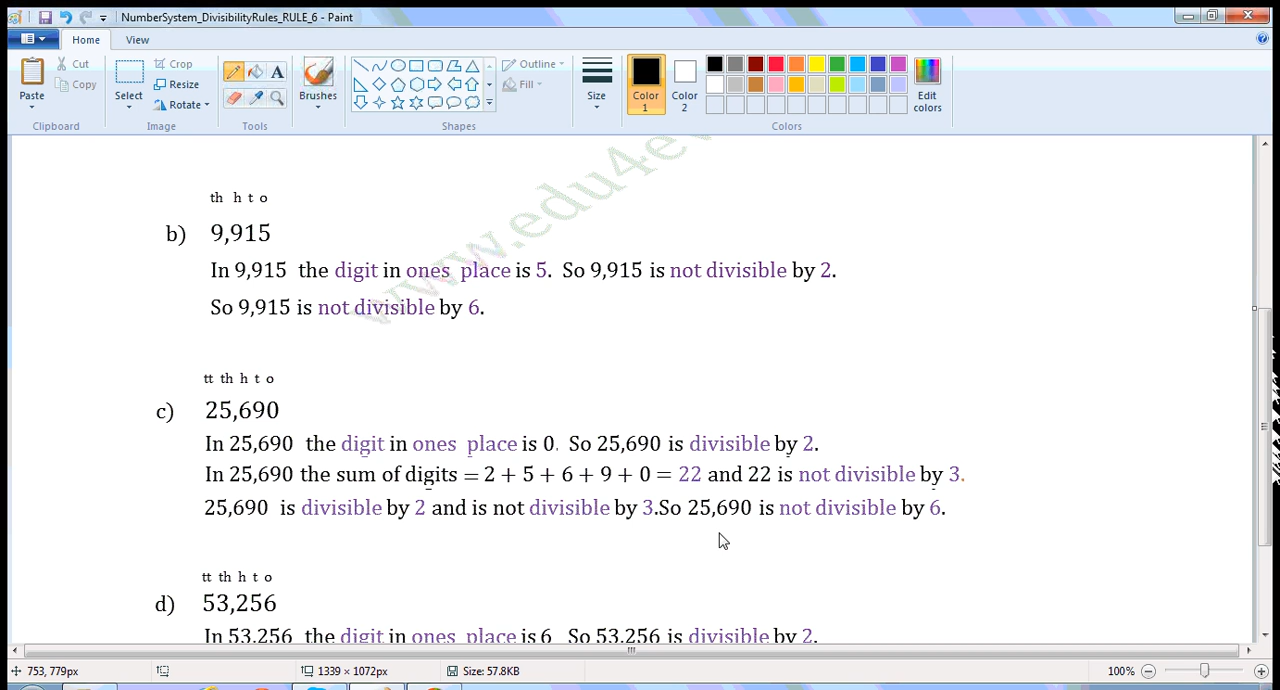 NumberSystem_DivisibilityRules_RULE_6 - Paint
Home View
Paste Cut Copy Select Crop Resize Rotate Brushes Outline Fill Size Color 1 Color 2 Edit colors
Clipboard Image Tools Shapes Colors
www.edu4ev
th h t o
b) 9,915
In 9,915 the digit in ones place is 5. So 9,915 is not divisible by 2.
So 9,915 is not divisible by 6.
tt th h t o
c) 25,690
In 25,690 the digit in ones place is 0. So 25,690 is divisible by 2.
In 25,690 the sum of digits = 2 + 5 + 6 + 9 + 0 = 22 and 22 is not divisible by 3.
25,690 is divisible by 2 and is not divisible by 3.So 25,690 is not divisible by 6.
tt th h t o
d) 53,256
In 53,256 the digit in ones place is 6 So 53,256 is divisible by 2.
753, 779px 1339 × 1072px Size: 57.8KB 100%